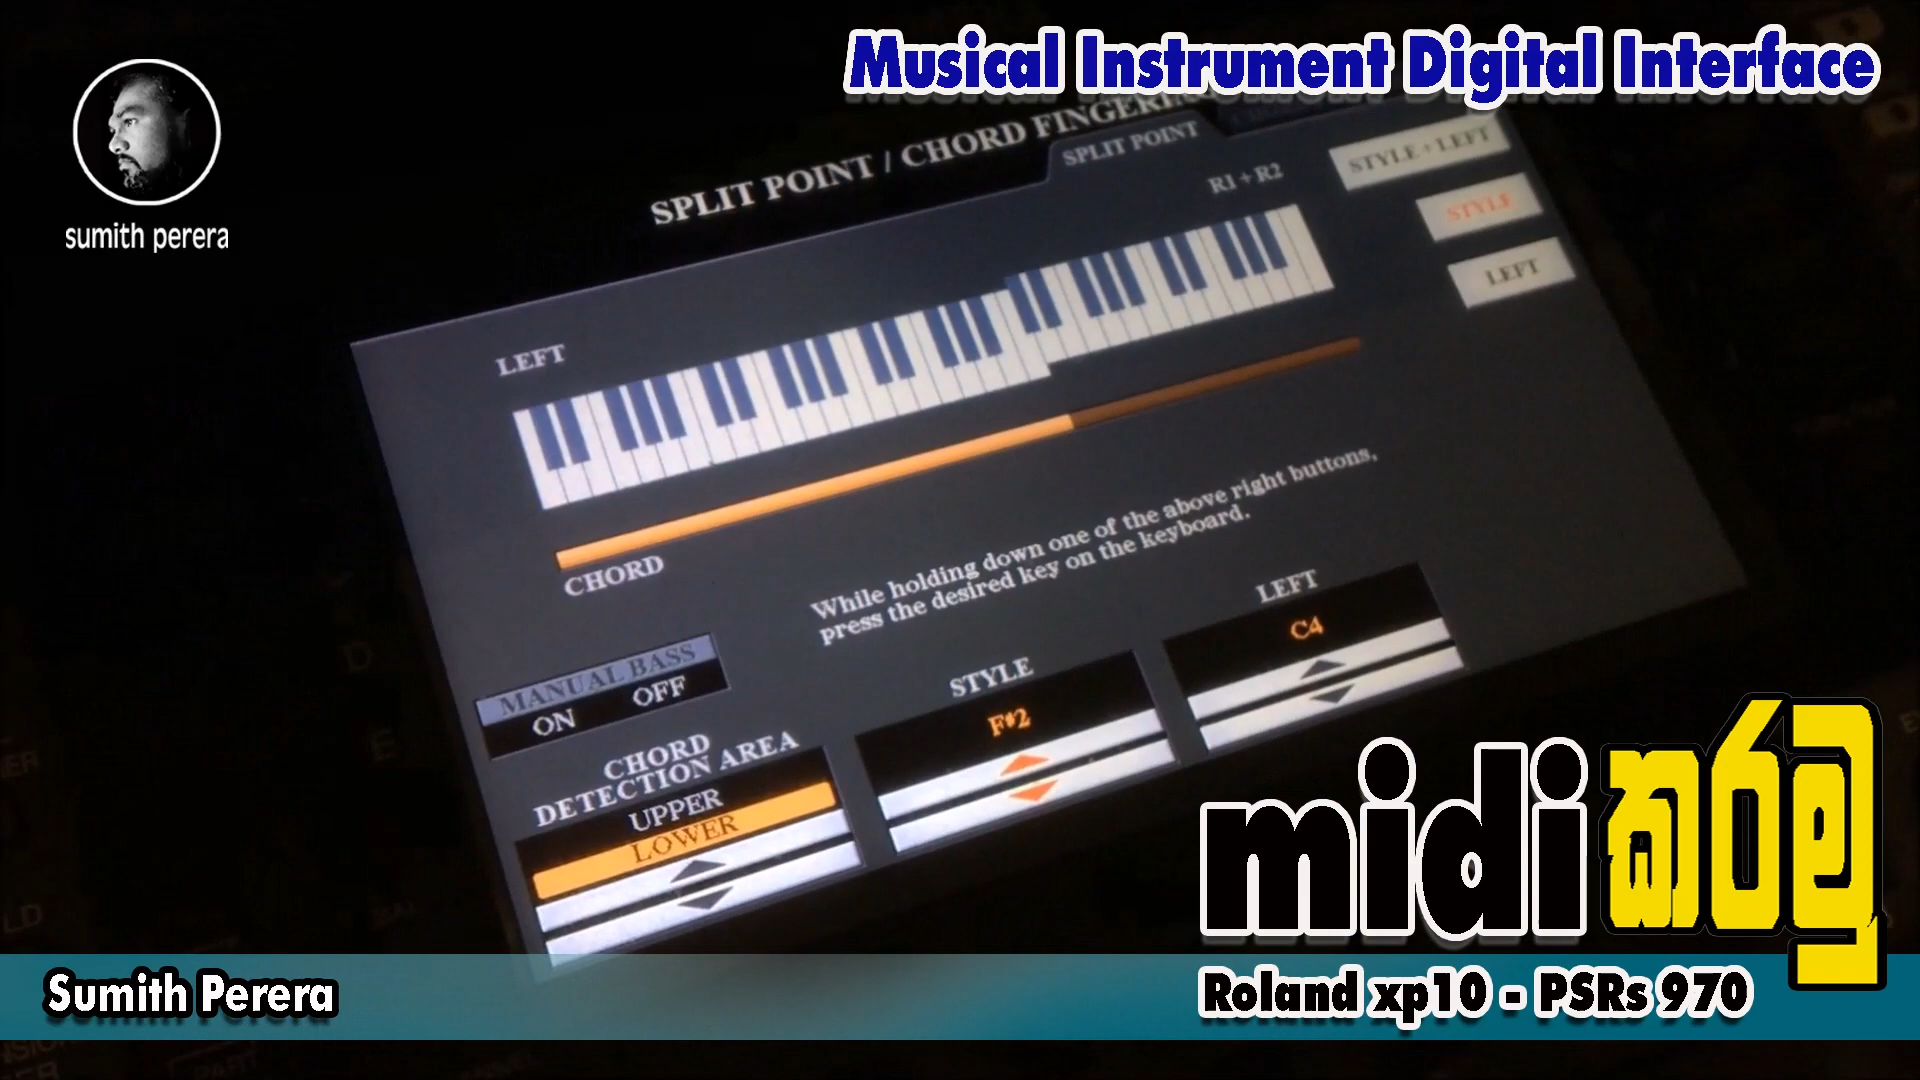 Musical Instrument Digital Interface
sumith perera
SPLIT POINT / CHORD FINGERING
SPLIT POINT
R1 + R2
STYLE + LEFT
STYLE
LEFT
LEFT
CHORD
While holding down one of the above right buttons,
press the desired key on the keyboard.
MANUAL BASS
ON OFF
CHORD
DETECTION AREA
UPPER
LOWER
STYLE
F#2
LEFT
C4
midi කරමු
Sumith Perera
Roland xp10 - PSRs 970